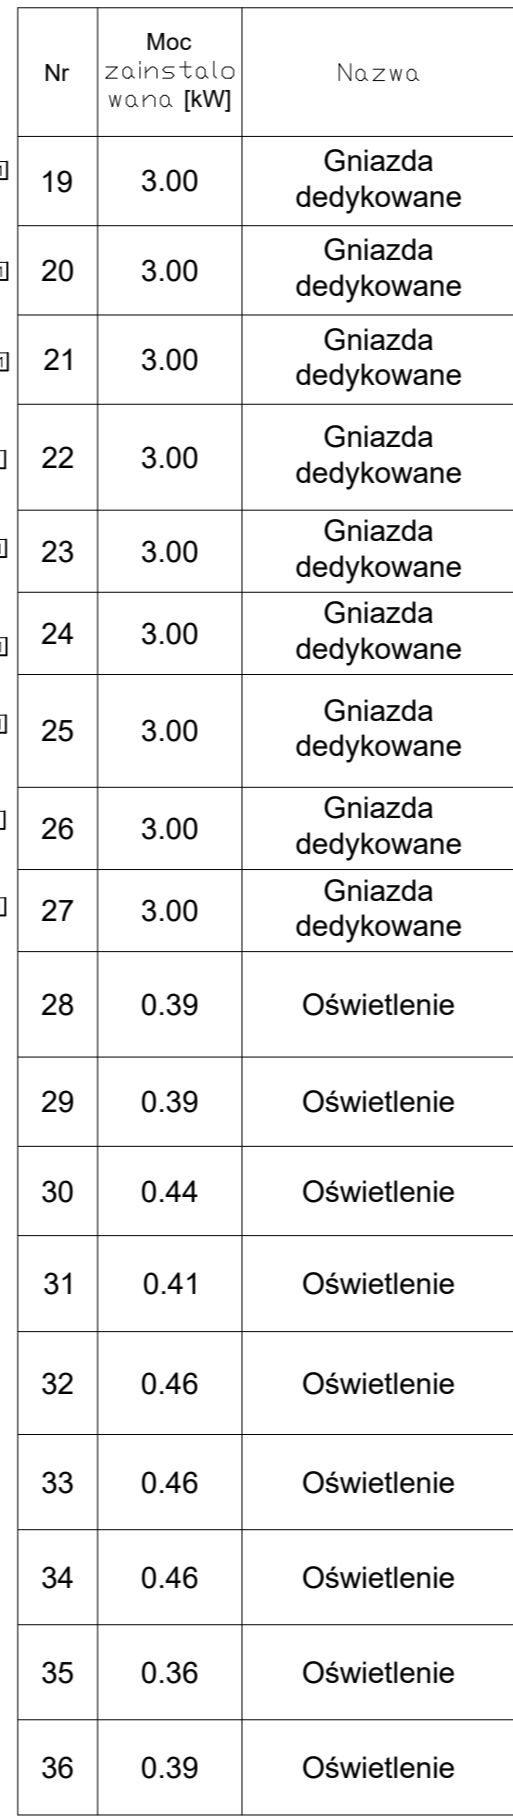 Nr
Moc
zainstalo
wana [kW]
Nazwa
19
3.00
Gniazda
dedykowane
20
3.00
Gniazda
dedykowane
21
3.00
Gniazda
dedykowane
22
3.00
Gniazda
dedykowane
23
3.00
Gniazda
dedykowane
24
3.00
Gniazda
dedykowane
25
3.00
Gniazda
dedykowane
26
3.00
Gniazda
dedykowane
27
3.00
Gniazda
dedykowane
28
0.39
Oświetlenie
29
0.39
Oświetlenie
30
0.44
Oświetlenie
31
0.41
Oświetlenie
32
0.46
Oświetlenie
33
0.46
Oświetlenie
34
0.46
Oświetlenie
35
0.36
Oświetlenie
36
0.39
Oświetlenie